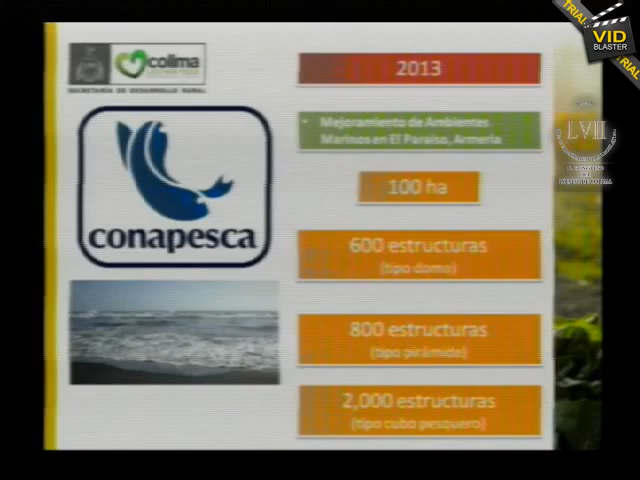 TRIAL
VID
BLASTER
TRIAL
colima
SECRETARÍA DE DESARROLLO RURAL
2013
conapesca
• Mejoramiento de Ambientes
Marinos en El Paraíso, Armería
LVII
100 ha
600 estructuras
(tipo domo)
800 estructuras
(tipo pirámide)
2,000 estructuras
(tipo cubo pesquero)